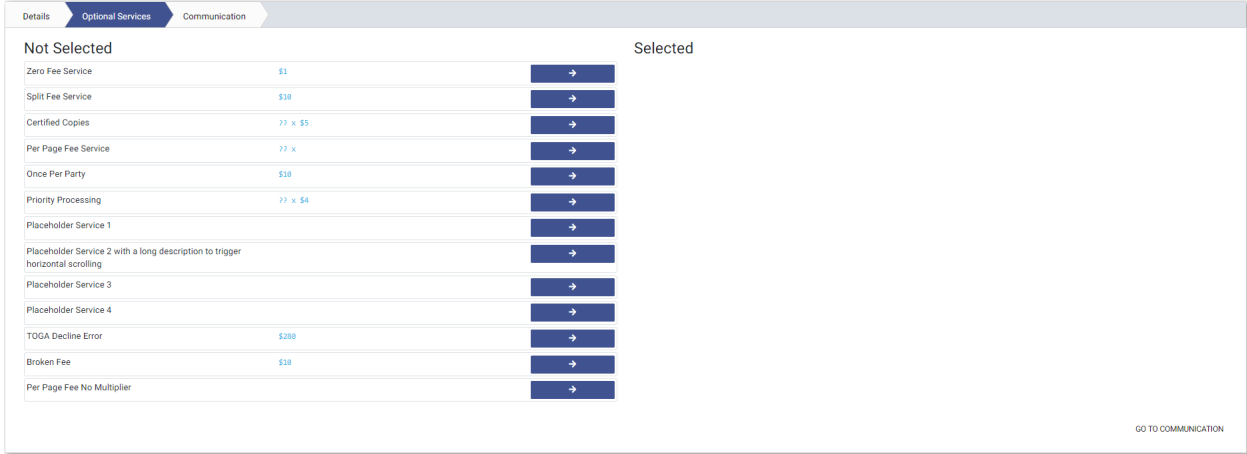 Details
Optional Services
Communication
Not Selected
Selected
Zero Fee Service $1
Split Fee Service $10
Certified Copies ?? x $5
Per Page Fee Service ?? x
Once Per Party $10
Priority Processing ?? x $4
Placeholder Service 1
Placeholder Service 2 with a long description to trigger
horizontal scrolling
Placeholder Service 3
Placeholder Service 4
TOGA Decline Error $280
Broken Fee $10
Per Page Fee No Multiplier
GO TO COMMUNICATION